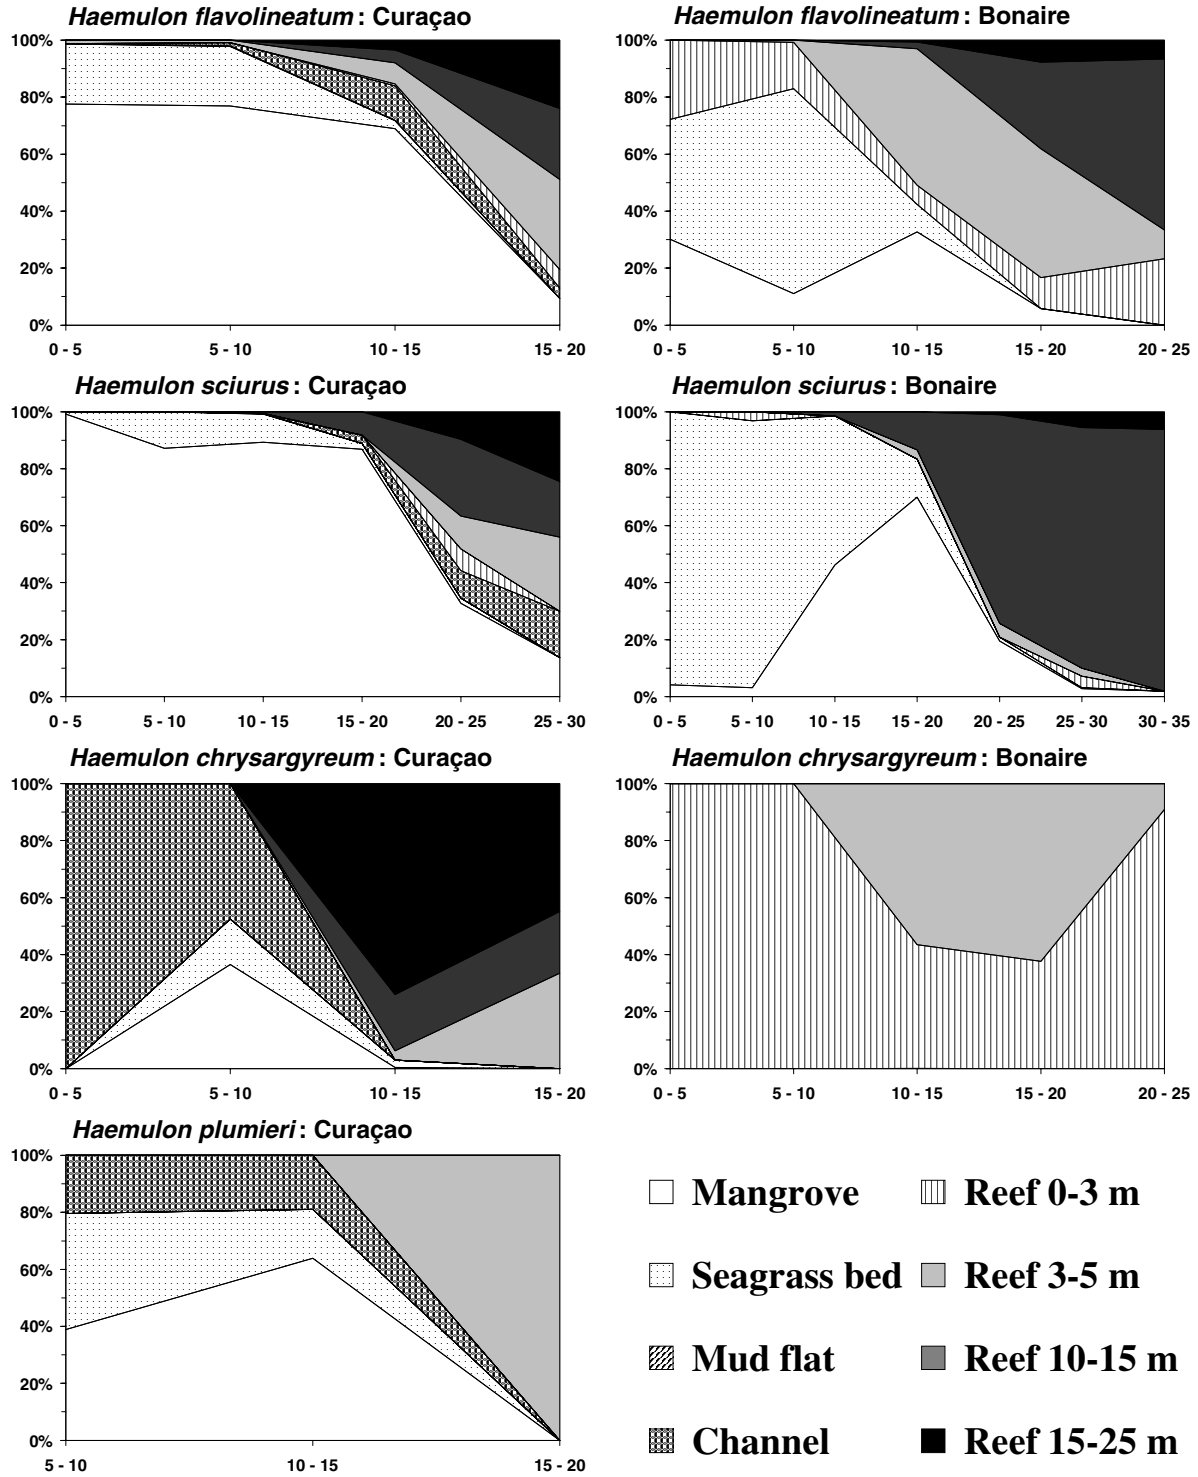 Haemulon flavolineatum : Curaçao
100%
80%
60%
40%
20%
0%
0 - 5 5 - 10 10 - 15 15 - 20
Haemulon flavolineatum : Bonaire
100%
80%
60%
40%
20%
0%
0 - 5 5 - 10 10 - 15 15 - 20 20 - 25
Haemulon sciurus : Curaçao
100%
80%
60%
40%
20%
0%
0 - 5 5 - 10 10 - 15 15 - 20 20 - 25 25 - 30
Haemulon sciurus : Bonaire
100%
80%
60%
40%
20%
0%
0 - 5 5 - 10 10 - 15 15 - 20 20 - 25 25 - 30 30 - 35
Haemulon chrysargyreum : Curaçao
100%
80%
60%
40%
20%
0%
0 - 5 5 - 10 10 - 15 15 - 20
Haemulon chrysargyreum : Bonaire
100%
80%
60%
40%
20%
0%
0 - 5 5 - 10 10 - 15 15 - 20 20 - 25
Haemulon plumieri : Curaçao
100%
80%
60%
40%
20%
0%
5 - 10 10 - 15 15 - 20
Mangrove Reef 0-3 m
Seagrass bed Reef 3-5 m
Mud flat Reef 10-15 m
Channel Reef 15-25 m